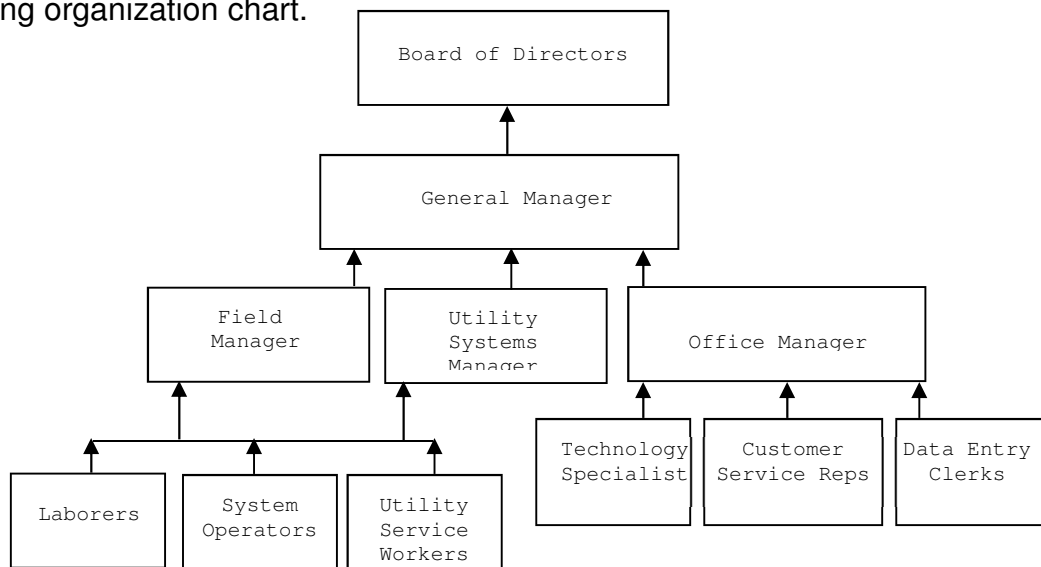 ng organization chart.
Board of Directors
General Manager
Field
Manager
Utility
Systems
Manager
Office Manager
Technology
Specialist
Customer
Service Reps
Data Entry
Clerks
Laborers
System
Operators
Utility
Service
Workers